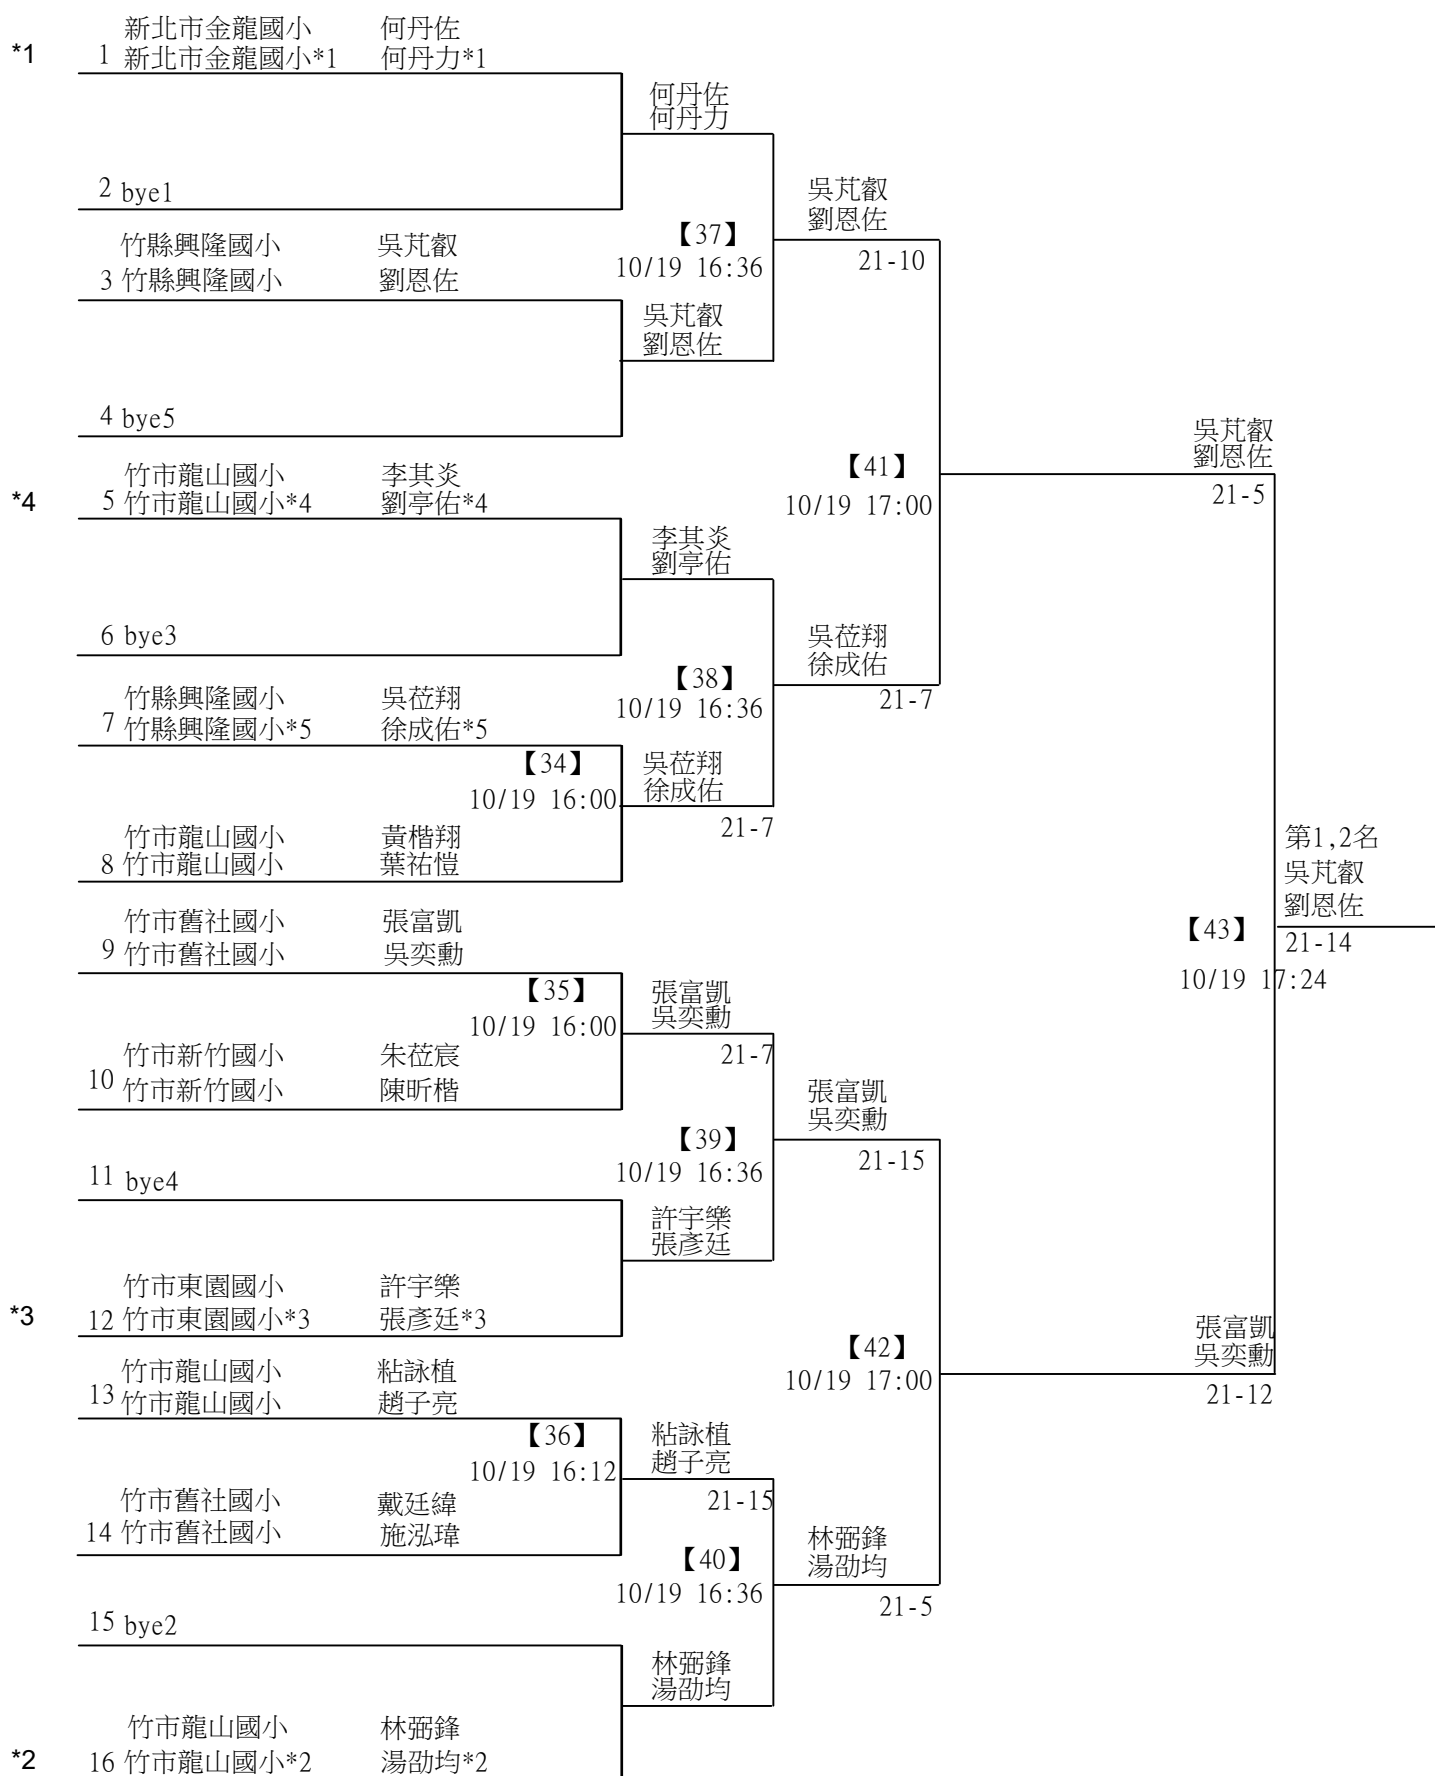 新北市金龍國小 何丹佐
*1 1 新北市金龍國小*1 何丹力*1
何丹佐
何丹力
2 bye1
吳芃叡
劉恩佐
竹縣興隆國小 吳芃叡
【37】
21-10
3 竹縣興隆國小 劉恩佐
10/19 16:36
吳芃叡
劉恩佐
4 bye5
吳芃叡
劉恩佐
竹市龍山國小 李其炎
【41】
*4 5 竹市龍山國小*4 劉亭佑*4
10/19 17:00
21-5
李其炎
劉亭佑
6 bye3
吳莅翔
徐成佑
【38】
竹縣興隆國小 吳莅翔
10/19 16:36
21-7
7 竹縣興隆國小*5 徐成佑*5
【34】
吳莅翔
徐成佑
10/19 16:00
21-7
竹市龍山國小 黃楷翔
8 竹市龍山國小 葉祐愷
第1,2名
吳芃叡
劉恩佐
竹市舊社國小 張富凱
9 竹市舊社國小 吳奕勳
【43】
21-14
10/19 17:24
【35】
張富凱
吳奕勳
10/19 16:00
21-7
竹市新竹國小 朱莅宸
10 竹市新竹國小 陳昕楷
張富凱
吳奕勳
【39】
21-15
10/19 16:36
11 bye4
許宇樂
張彥廷
竹市東園國小 許宇樂
*3 12 竹市東園國小*3 張彥廷*3
張富凱
吳奕勳
【42】
10/19 17:00
21-12
竹市龍山國小 粘詠植
13 竹市龍山國小 趙子亮
【36】
粘詠植
趙子亮
10/19 16:12
21-15
竹市舊社國小 戴廷緯
14 竹市舊社國小 施泓瑋
林弼鋒
湯劭均
【40】
10/19 16:36
21-5
15 bye2
林弼鋒
湯劭均
竹市龍山國小 林弼鋒
*2 16 竹市龍山國小*2 湯劭均*2